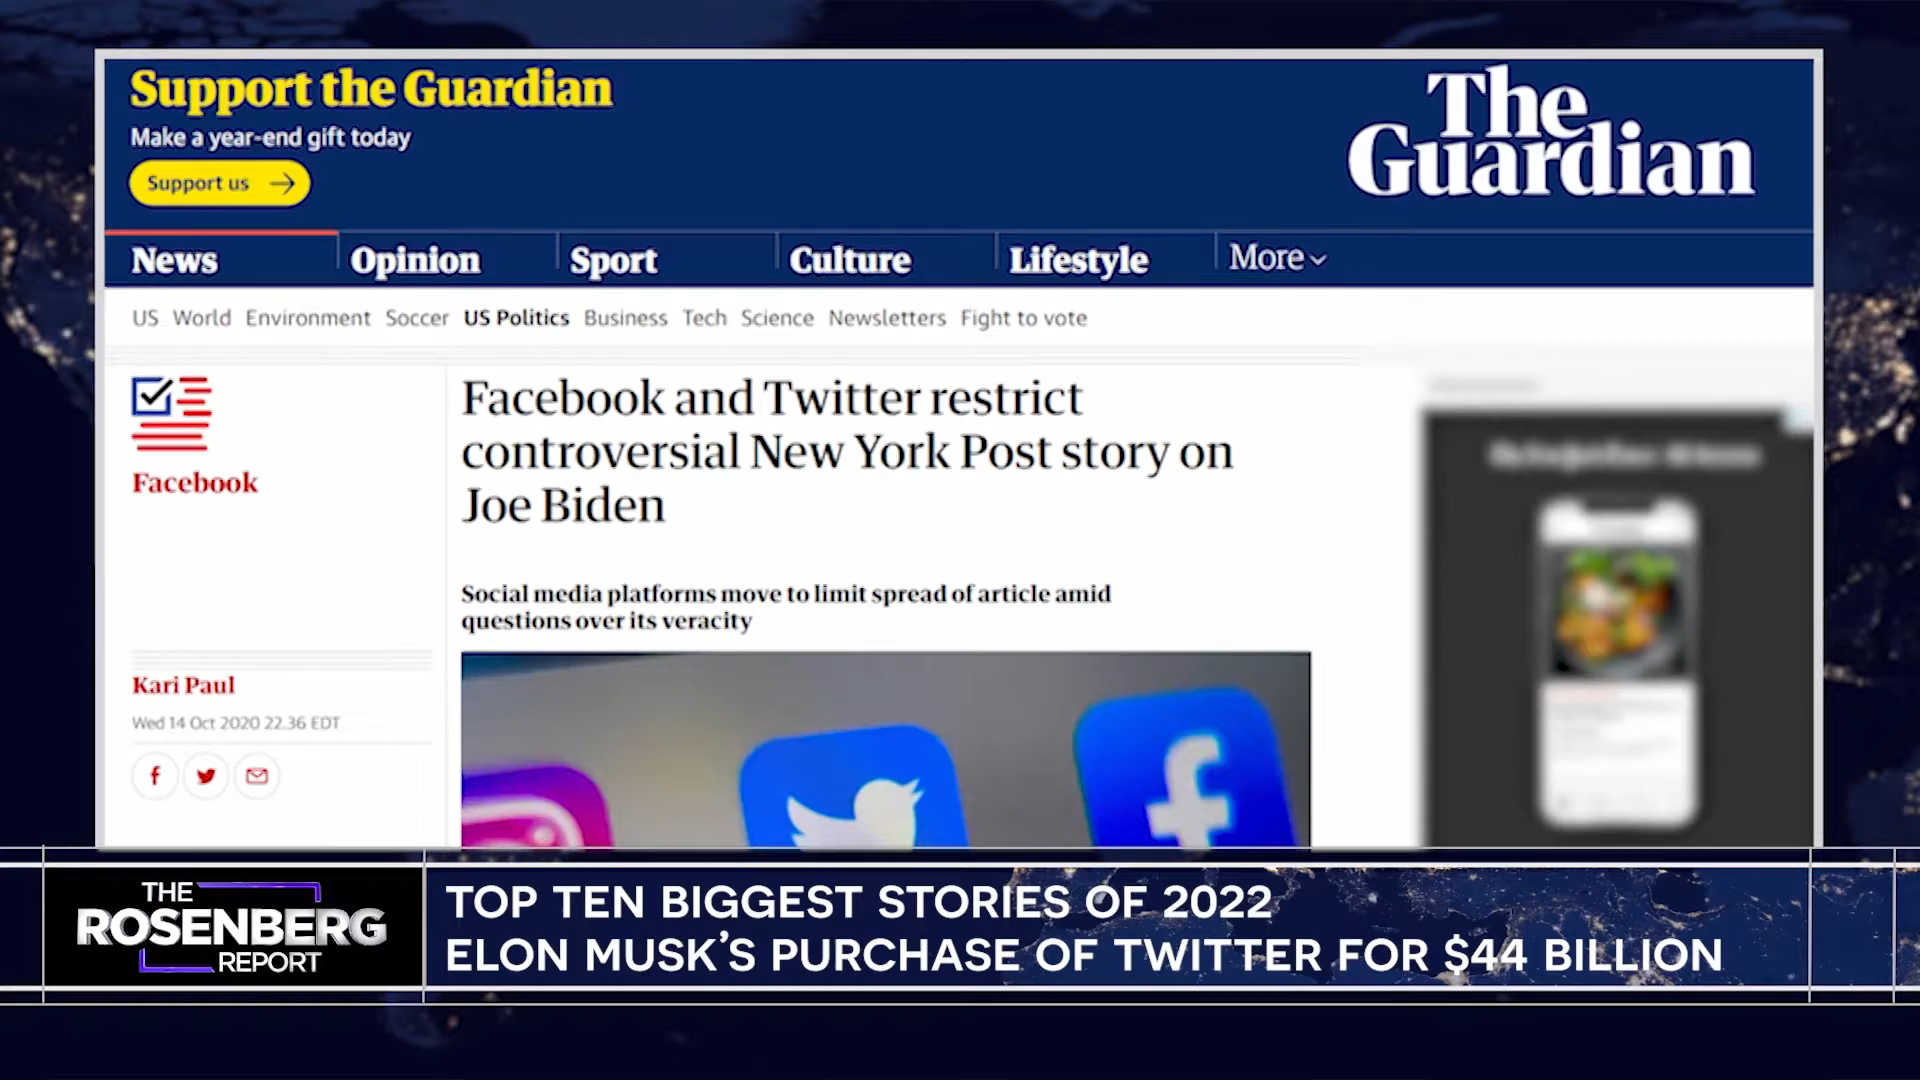 Support the Guardian
Make a year-end gift today
Support us
The
Guardian
News
Opinion
Sport
Culture
Lifestyle
More
US World Environment Soccer US Politics Business Tech Science Newsletters Fight to vote
Facebook
Facebook and Twitter restrict
controversial New York Post story on
Joe Biden
Social media platforms move to limit spread of article amid
questions over its veracity
Kari Paul
Wed 14 Oct 2020 22.36 EDT
THE
ROSENBERG
REPORT
TOP TEN BIGGEST STORIES OF 2022
ELON MUSK'S PURCHASE OF TWITTER FOR $44 BILLION